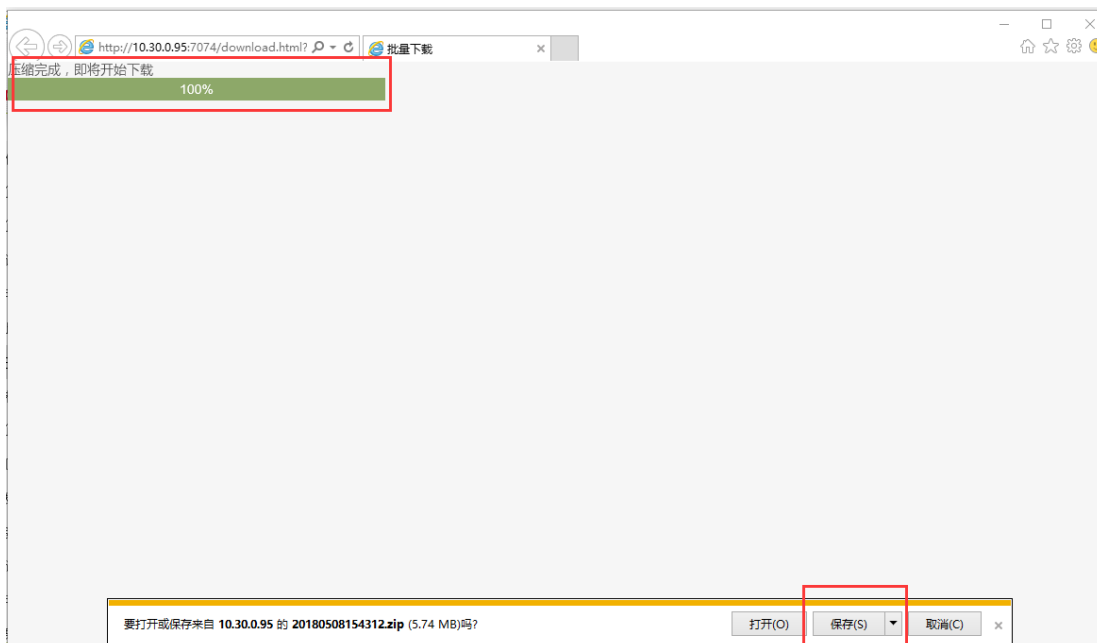 http://10.30.0.95:7074/download.html?
批量下载
压缩完成，即将开始下载
100%
要打开或保存来自 10.30.0.95 的 20180508154312.zip (5.74 MB)吗?
打开(O)
保存(S)
取消(C)